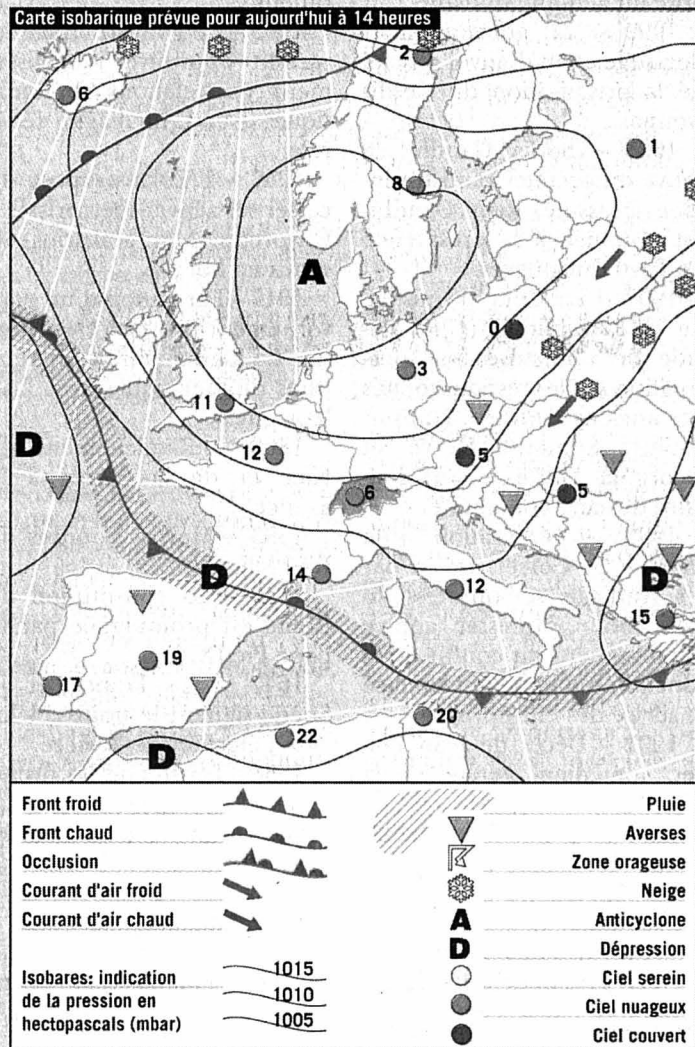 Carte isobarique prévue pour aujourd'hui à 14 heures
2
6
1
8
A
0
3
11
D
12
5
6
5
D
14
12
D
15
19
17
20
22
D
Front froid
Front chaud
Occlusion
Courant d'air froid
Courant d'air chaud
Isobares: indication
de la pression en
hectopascals (mbar)
1015
1010
1005
Pluie
Averses
Zone orageuse
Neige
A Anticyclone
D Dépression
Ciel serein
Ciel nuageux
Ciel couvert